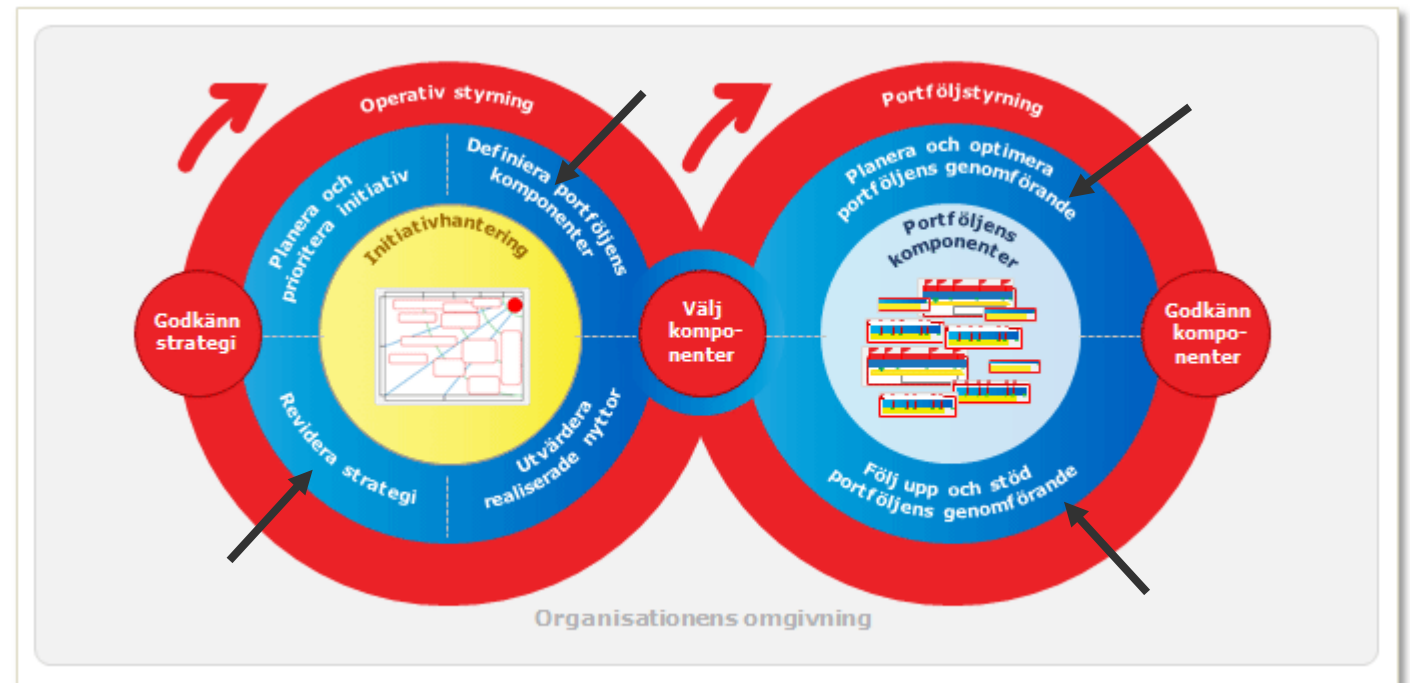 Operativ styrning
Planera och
prioritera initiativ
Definiera portföljens
komponenter
Initiativhantering
Godkänn
strategi
Revidera strategi
Utvärdera
realiserade nyttor
Välj
kompo-
nenter
Portföljstyrning
Planera och optimera
portföljens genomförande
Portföljens
komponenter
Godkänn
kompo-
nenter
Följ upp och stöd
portföljens genomförande
Organisationens omgivning